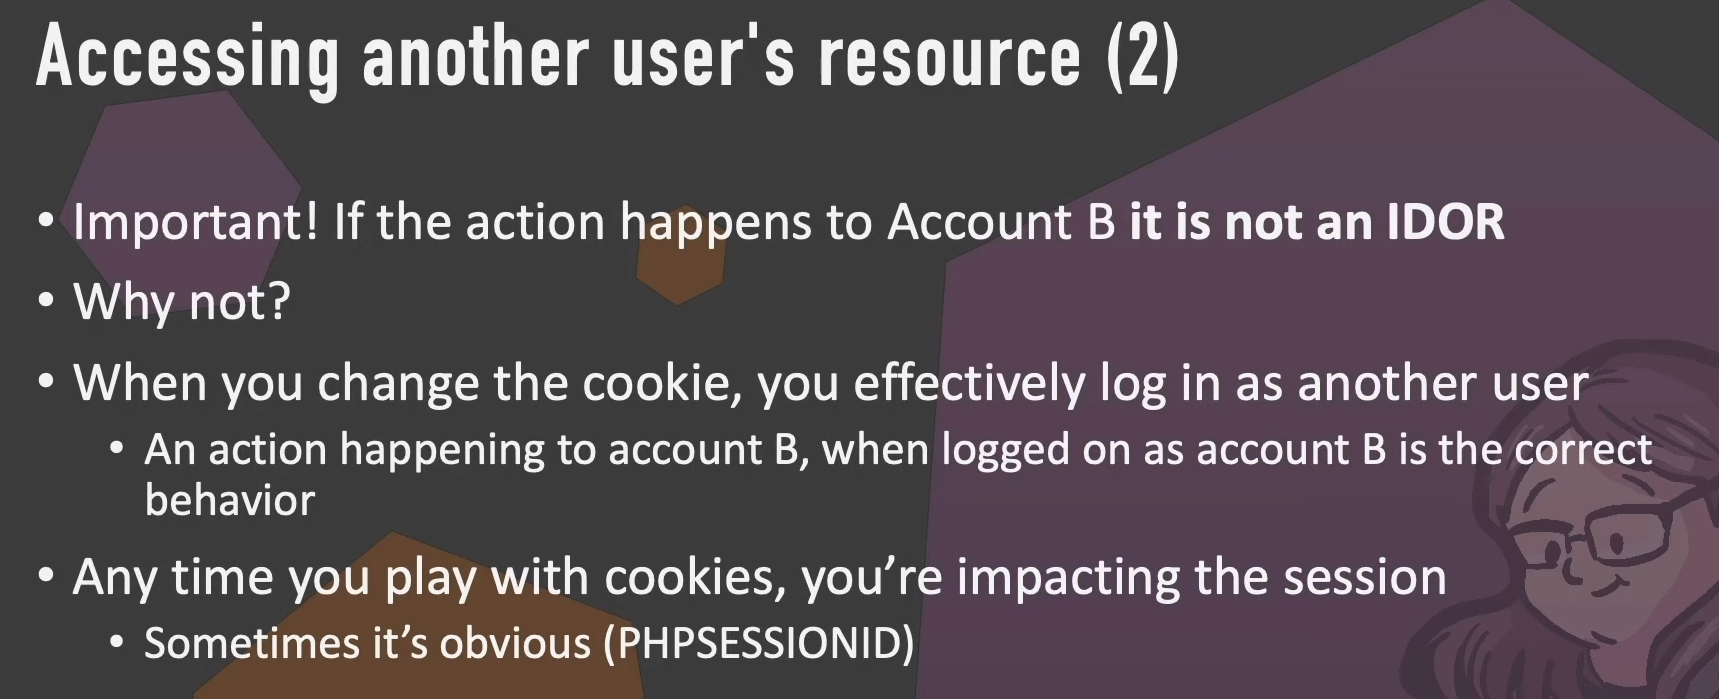 Accessing another user's resource (2)
• Important! If the action happens to Account B it is not an IDOR
• Why not?
• When you change the cookie, you effectively log in as another user
• An action happening to account B, when logged on as account B is the correct
behavior
• Any time you play with cookies, you’re impacting the session
• Sometimes it’s obvious (PHPSESSIONID)